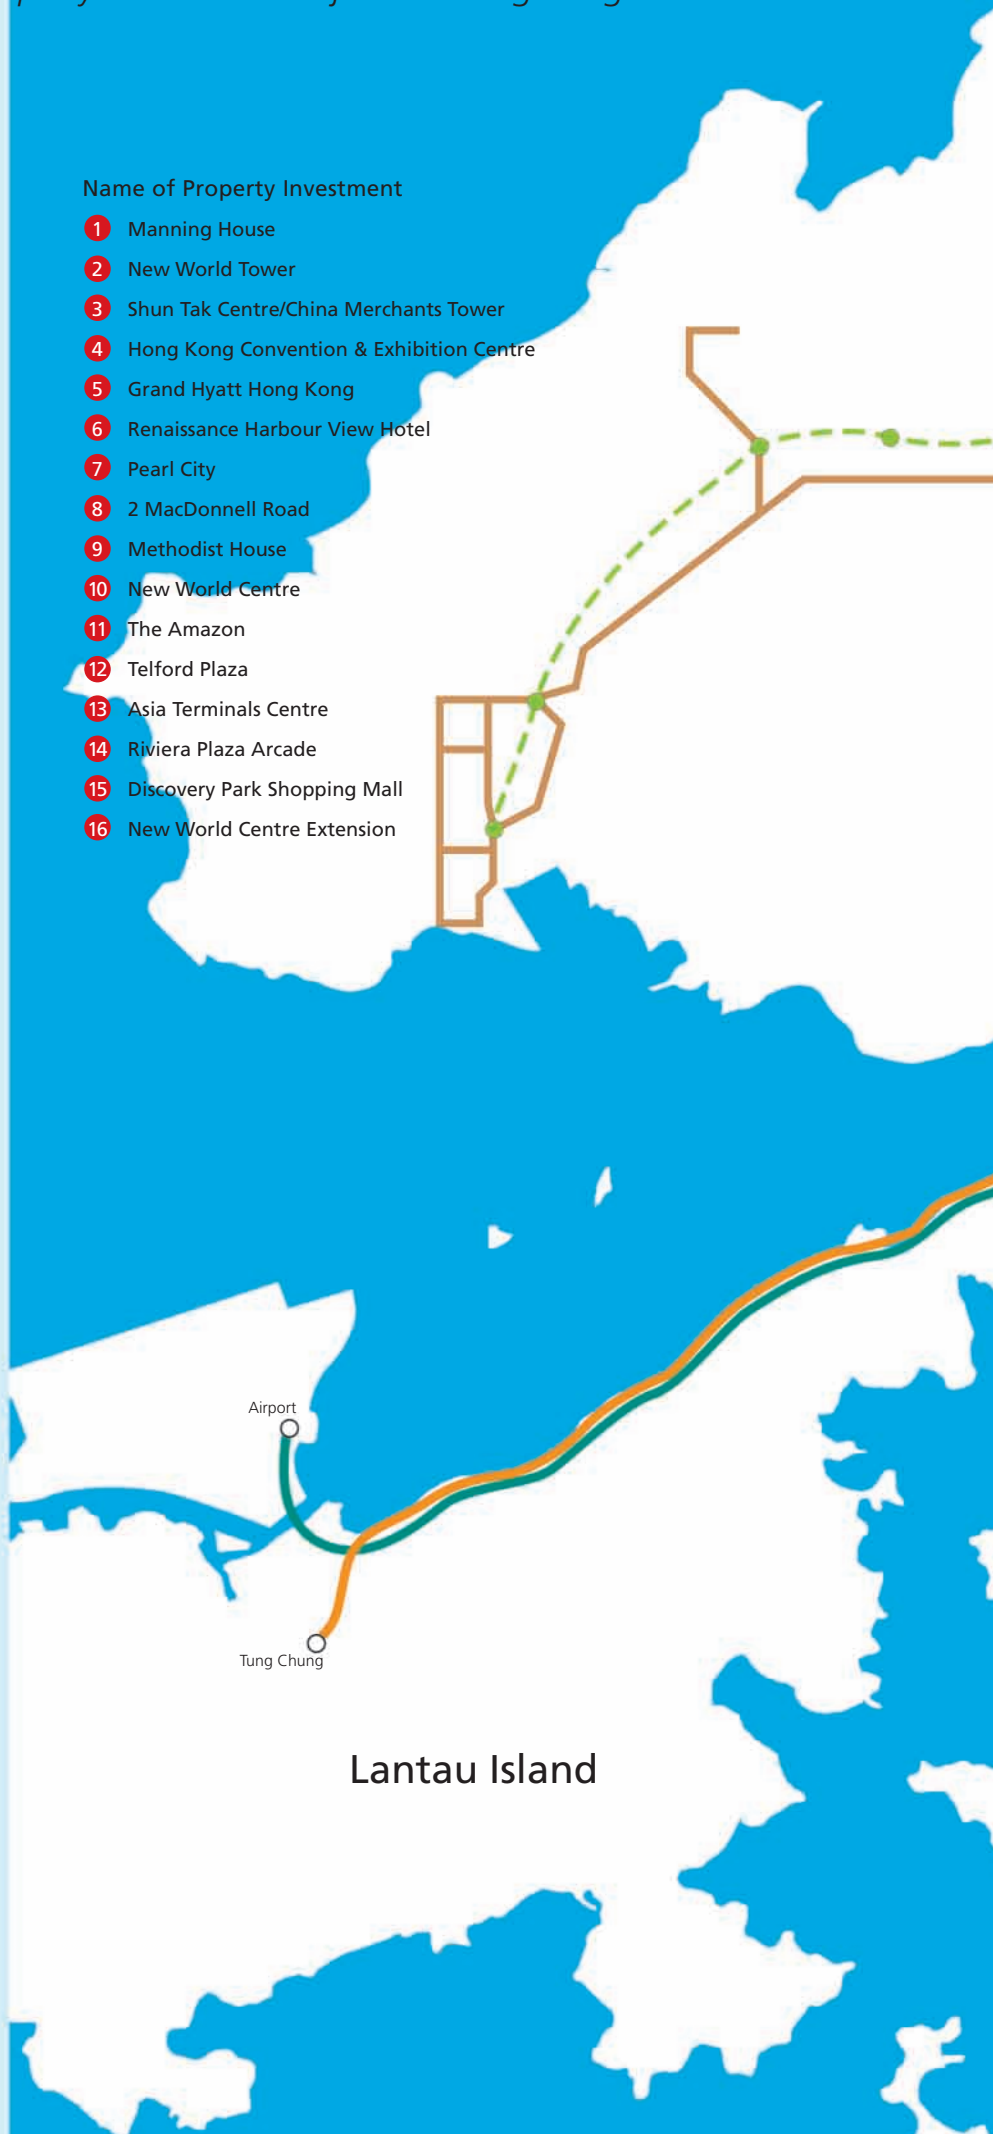 Name of Property Investment
1 Manning House
2 New World Tower
3 Shun Tak Centre/China Merchants Tower
4 Hong Kong Convention & Exhibition Centre
5 Grand Hyatt Hong Kong
6 Renaissance Harbour View Hotel
7 Pearl City
8 2 MacDonnell Road
9 Methodist House
10 New World Centre
11 The Amazon
12 Telford Plaza
13 Asia Terminals Centre
14 Riviera Plaza Arcade
15 Discovery Park Shopping Mall
16 New World Centre Extension
Airport
Tung Chung
Lantau Island